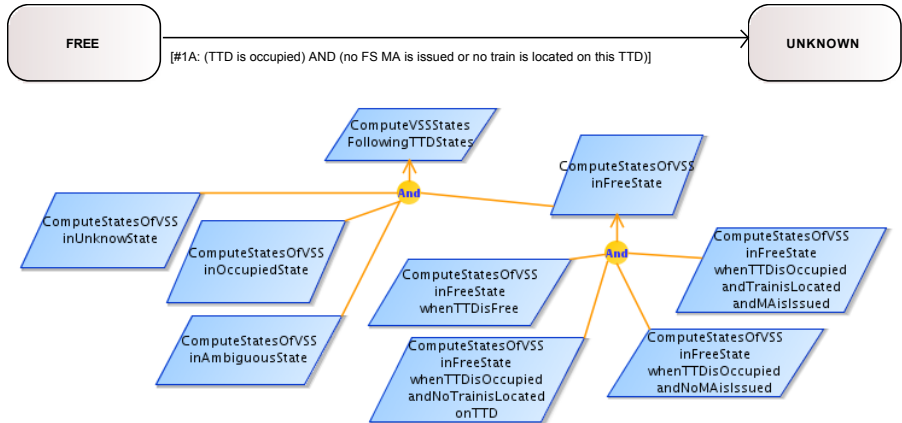 FREE
UNKNOWN
[#1A: (TTD is occupied) AND (no FS MA is issued or no train is located on this TTD)]
ComputeVSSStates
FollowingTTDStates
ComputeStatesOfVSS
inFreeState
And
ComputeStatesOfVSS
inUnknowState
ComputeStatesOfVSS
inOccupiedState
ComputeStatesOfVSS
inAmbiguousState
And
ComputeStatesOfVSS
inFreeState
whenTTDisFree
ComputeStatesOfVSS
inFreeState
whenTTDisOccupied
andTrainisLocated
andMAisIssued
ComputeStatesOfVSS
inFreeState
whenTTDisOccupied
andNoTrainisLocated
onTTD
ComputeStatesOfVSS
inFreeState
whenTTDisOccupied
andNoMAisIssued